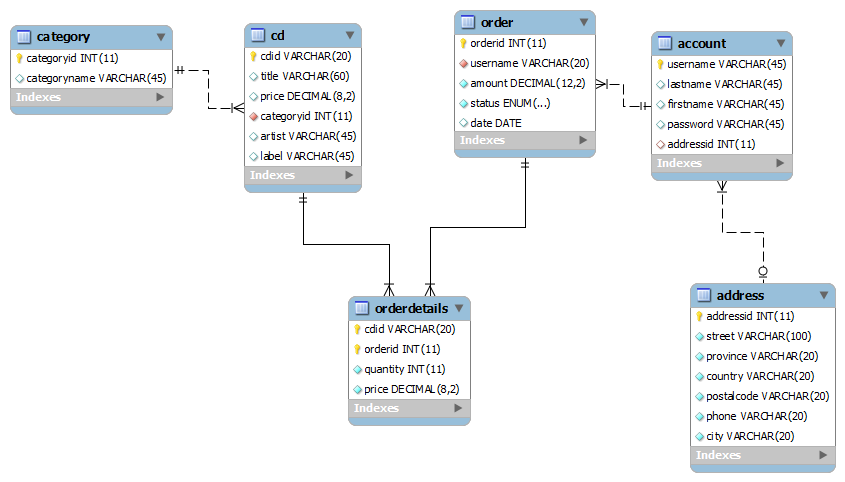 category
categoryid INT(11)
categoryname VARCHAR(45)
Indexes
cd
cdid VARCHAR(20)
title VARCHAR(60)
price DECIMAL(8,2)
categoryid INT(11)
artist VARCHAR(45)
label VARCHAR(45)
Indexes
order
orderid INT(11)
username VARCHAR(20)
amount DECIMAL(12,2)
status ENUM(...)
date DATE
Indexes
account
username VARCHAR(45)
lastname VARCHAR(45)
firstname VARCHAR(45)
password VARCHAR(45)
addressid INT(11)
Indexes
orderdetails
cdid VARCHAR(20)
orderid INT(11)
quantity INT(11)
price DECIMAL(8,2)
Indexes
address
addressid INT(11)
street VARCHAR(100)
province VARCHAR(20)
country VARCHAR(20)
postalcode VARCHAR(20)
phone VARCHAR(20)
city VARCHAR(20)
Indexes